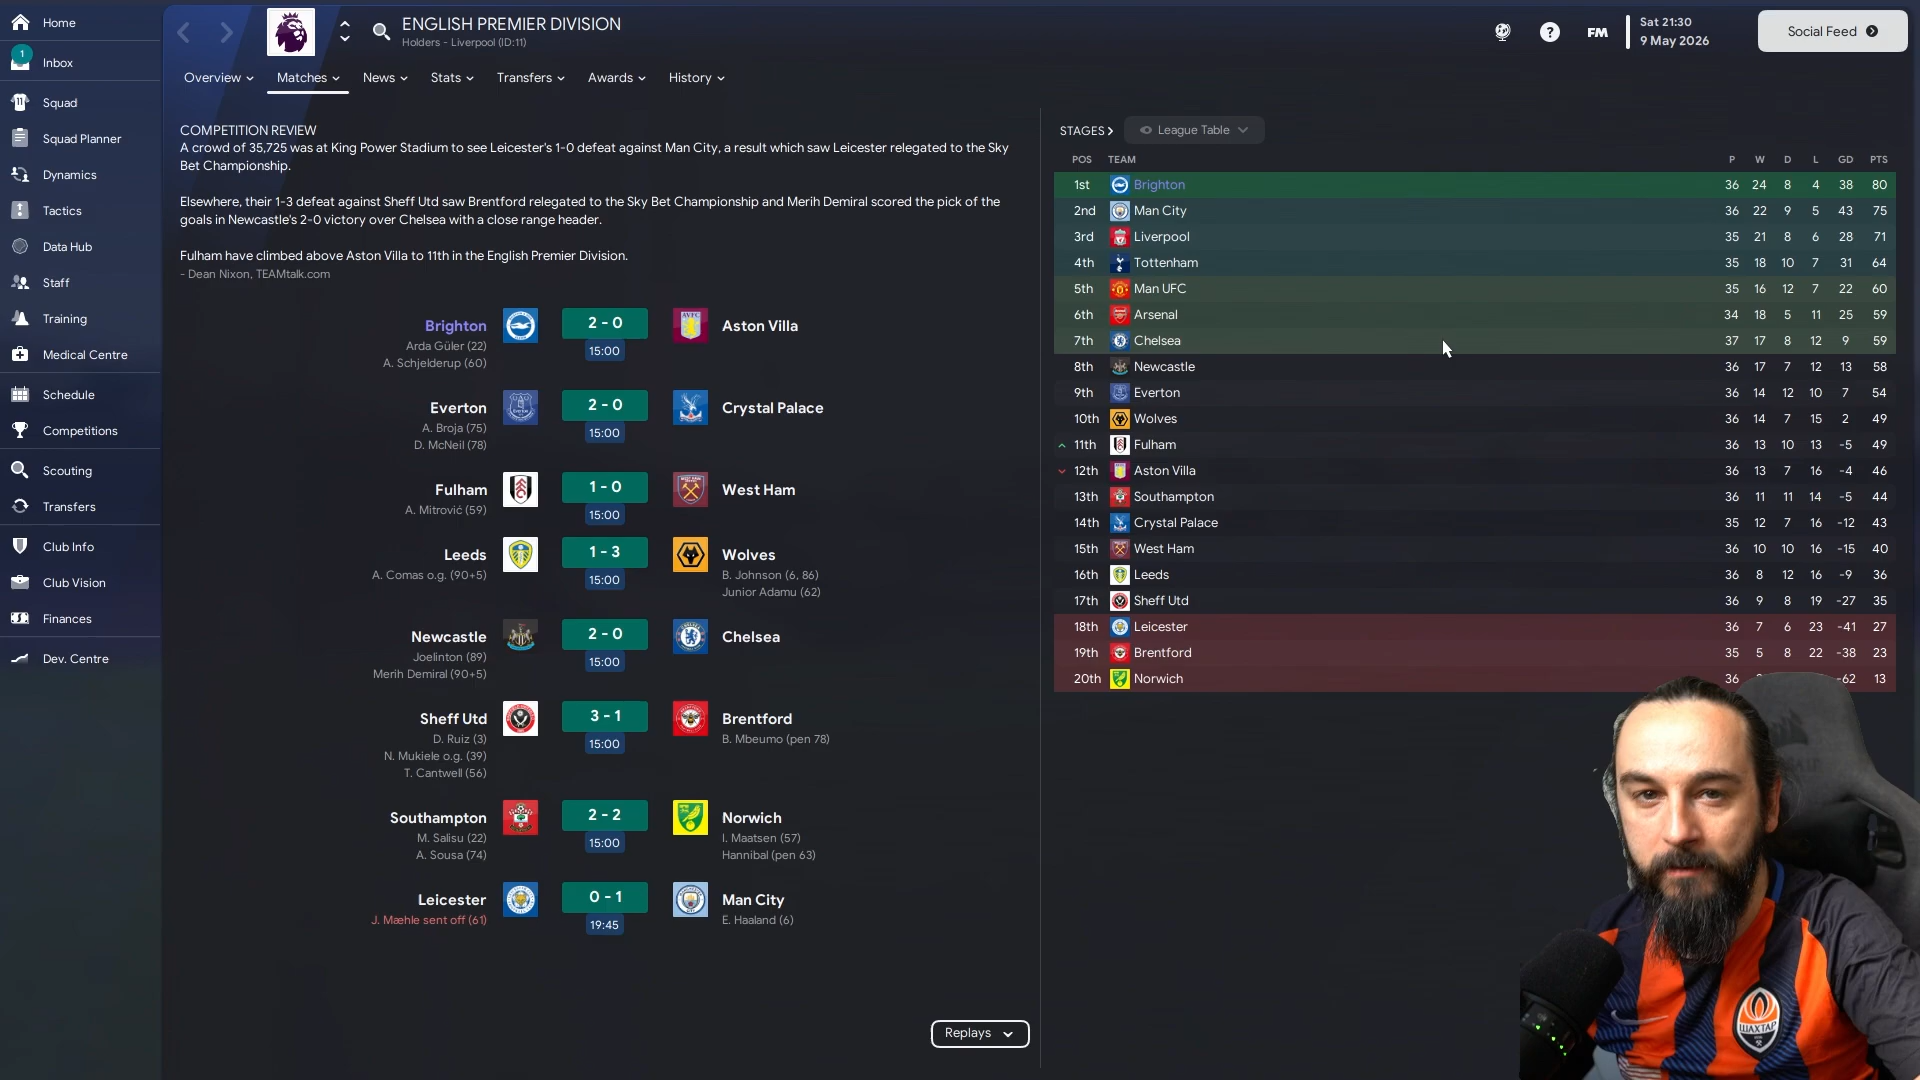 Home
Inbox
1
Squad
Squad Planner
Dynamics
Tactics
Data Hub
Staff
Training
Medical Centre
Schedule
Competitions
Scouting
Transfers
Club Info
Club Vision
Finances
Dev. Centre
ENGLISH PREMIER DIVISION
Holders - Liverpool (ID:11)
FM
Sat 21:30
9 May 2026
Social Feed
Overview Matches News Stats Transfers Awards History
COMPETITION REVIEW
A crowd of 35,725 was at King Power Stadium to see Leicester's 1-0 defeat against Man City, a result which saw Leicester relegated to the Sky
Bet Championship.
Elsewhere, their 1-3 defeat against Sheff Utd saw Brentford relegated to the Sky Bet Championship and Merih Demiral scored the pick of the
goals in Newcastle's 2-0 victory over Chelsea with a close range header.
Fulham have climbed above Aston Villa to 11th in the English Premier Division.
- Dean Nixon, TEAMtalk.com
Brighton 2 - 0 Aston Villa
Arda Güler (22) 15:00
A. Schjelderup (60)
Everton 2 - 0 Crystal Palace
A. Broja (75) 15:00
D. McNeil (78)
Fulham 1 - 0 West Ham
A. Mitrović (59) 15:00
Leeds 1 - 3 Wolves
A. Comas o.g. (90+5) 15:00 B. Johnson (6, 86)
Junior Adamu (62)
Newcastle 2 - 0 Chelsea
Joelinton (89) 15:00
Merih Demiral (90+5)
Sheff Utd 3 - 1 Brentford
D. Ruiz (3) 15:00 B. Mbeumo (pen 78)
N. Mukiele o.g. (39)
T. Cantwell (56)
Southampton 2 - 2 Norwich
M. Salisu (22) 15:00 I. Maatsen (57)
A. Sousa (74) Hannibal (pen 63)
Leicester 0 - 1 Man City
J. Mæhle sent off (61) 19:45 E. Haaland (6)
Replays
STAGES League Table
POS TEAM P W D L GD PTS
1st Brighton 36 24 8 4 38 80
2nd Man City 36 22 9 5 43 75
3rd Liverpool 35 21 8 6 28 71
4th Tottenham 35 18 10 7 31 64
5th Man UFC 35 16 12 7 22 60
6th Arsenal 34 18 5 11 25 59
7th Chelsea 37 17 8 12 9 59
8th Newcastle 36 17 7 12 13 58
9th Everton 36 14 12 10 7 54
10th Wolves 36 14 7 15 2 49
11th Fulham 36 13 10 13 -5 49
12th Aston Villa 36 13 7 16 -4 46
13th Southampton 36 11 11 14 -5 44
14th Crystal Palace 35 12 7 16 -12 43
15th West Ham 36 10 10 16 -15 40
16th Leeds 36 8 12 16 -9 36
17th Sheff Utd 36 9 8 19 -27 35
18th Leicester 36 7 6 23 -41 27
19th Brentford 35 5 8 22 -38 23
20th Norwich 36 -62 13
ШАХТАР